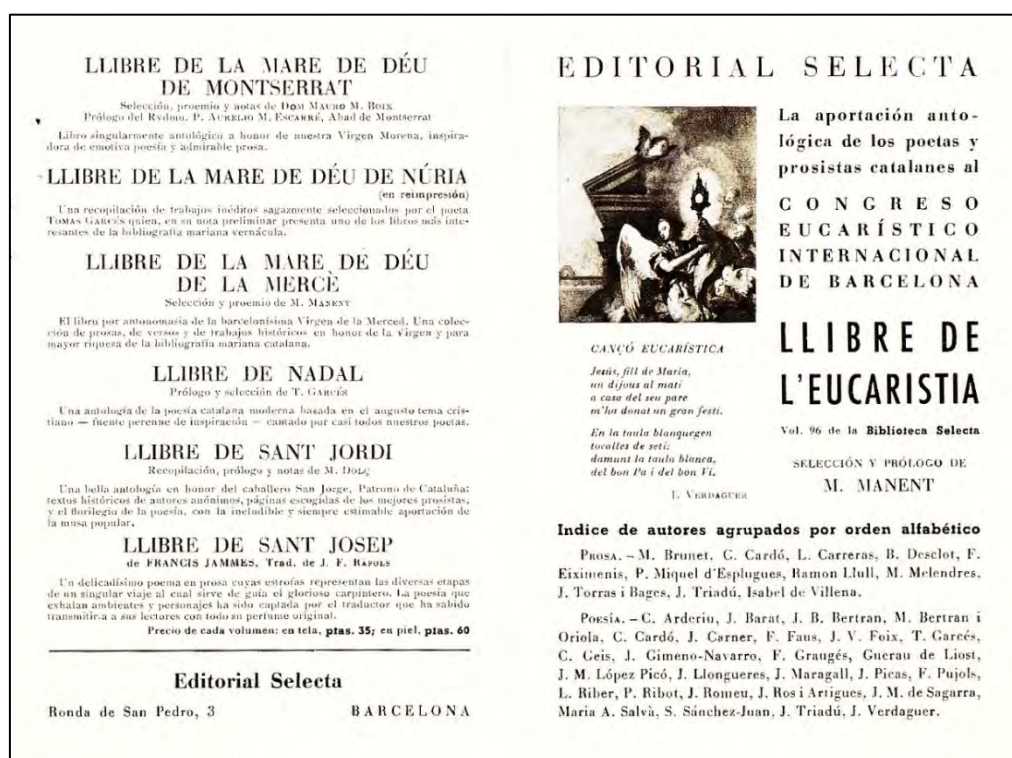 LLIBRE DE LA MARE DE DÉU
DE MONTSERRAT
Selección, proemio y notas de Dom Mauro M. Boix
Prólogo del Rvdmo. P. Aurelio M. Escarré, Abad de Montserrat
Libro singularmente antológico a honor de nuestra Virgen Morena, inspira-
dora de emotiva poesía y admirable prosa.
LLIBRE DE LA MARE DE DÉU DE NÚRIA
(en reimpresión)
Una recopilación de trabajos inéditos sagazmente seleccionados por el poeta
Tomas Garcés quien, en su nota preliminar presenta uno de los libros más inte-
resantes de la bibliografía mariana vernácula.
LLIBRE DE LA MARE DE DÉU
DE LA MERCÈ
Selección y proemio de M. Manent
El libro por antonomasia de la barcelonísima Virgen de la Merced. Una colec-
ción de prosas, de versos y de trabajos históricos en honor de la Virgen y para
mayor riqueza de la bibliografía mariana catalana.
LLIBRE DE NADAL
Prólogo y selección de T. Garcés
Una antología de la poesía catalana moderna basada en el augusto tema cris-
tiano — fuente perenne de inspiración — cantado por casi todos nuestros poetas.
LLIBRE DE SANT JORDI
Recopilación, prólogo y notas de M. Dolç
Una bella antología en honor del caballero San Jorge, Patrono de Cataluña:
textos históricos de autores anónimos, páginas escogidas de los mejores prosistas,
y el florilegio de la poesía, con la ineludible y siempre estimable aportación de
la musa popular.
LLIBRE DE SANT JOSEP
de FRANCIS JAMMES, Trad. de J. F. Rafols
Un delicadísimo poema en prosa cuyas estrofas representan las diversas etapas
de un singular viaje al cual sirve de guía el glorioso carpintero. La poesía que
exhalan ambientes y personajes ha sido captada por el traductor que ha sabido
transmitir a sus lectores con todo su perfume original.
Precio de cada volumen: en tela, ptas. 35; en piel, ptas. 60
Editorial Selecta
Ronda de San Pedro, 3 BARCELONA
EDITORIAL SELECTA
La aportación anto-
lógica de los poetas y
prosistas catalanes al
CONGRESO
EUCARÍSTICO
INTERNACIONAL
DE BARCELONA
LLIBRE DE
L'EUCARISTIA
Vol. 96 de la Biblioteca Selecta
SELECCIÓN Y PRÓLOGO DE
M. MANENT
CANÇÓ EUCARÍSTICA
Jesús, fill de Maria,
un dijous al matí
a casa del seu pare
m'ha donat un gran festí.
En la taula blanquegen
tovalles de setí:
damunt la taula blanca,
del bon Pa i del bon Vi.
J. Verdaguer
Indice de autores agrupados por orden alfabético
Prosa. – M. Brunet, C. Cardó, L. Carreras, B. Desclot, F.
Eiximenis, P. Miquel d'Esplugues, Ramon Llull, M. Melendres,
J. Torras i Bages, J. Triadú, Isabel de Villena.
Poesía. – C. Arderiu, J. Barat, J. B. Bertran, M. Bertran i
Oriola, C. Cardó, J. Carner, F. Faus, J. V. Foix, T. Garcés,
C. Geis, J. Gimeno-Navarro, F. Graugés, Guerau de Liost,
J. M. López Picó, J. Llongueres, J. Maragall, J. Picas, F. Pujols,
L. Riber, P. Ribot, J. Romeu, J. Ros i Artigues, J. M. de Sagarra,
Maria A. Salvà, S. Sánchez-Juan, J. Triadú, J. Verdaguer.